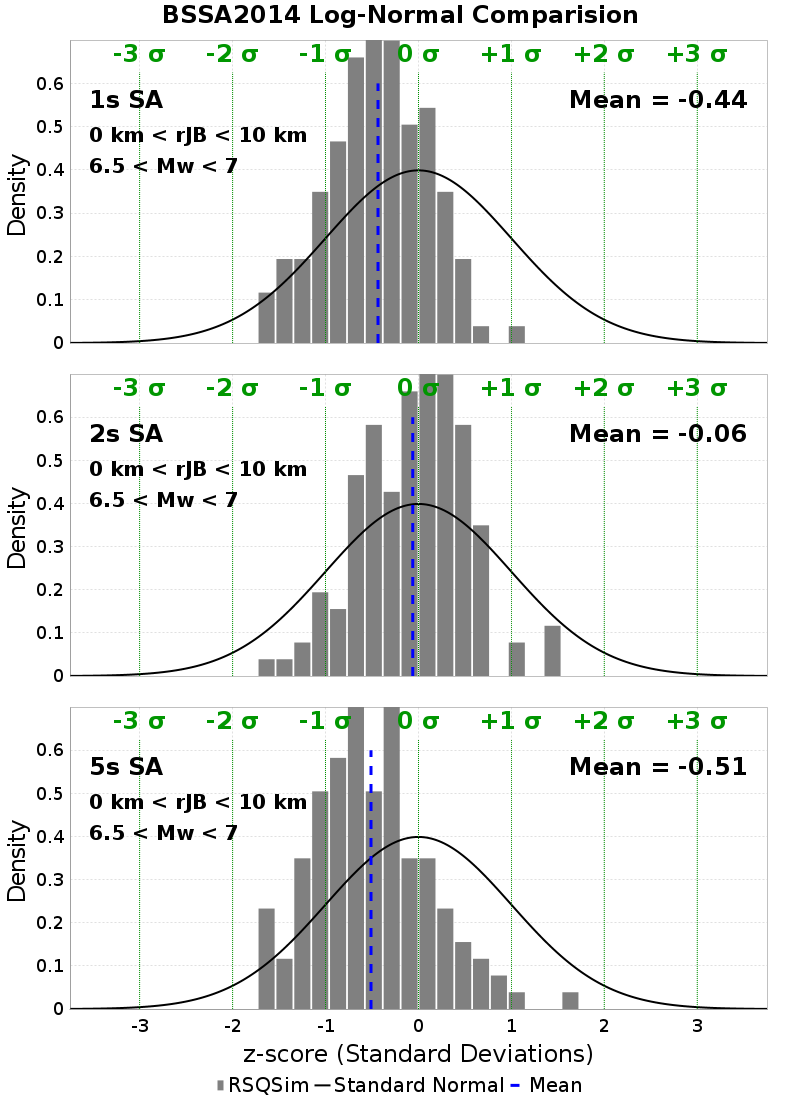 BSSA2014 Log-Normal Comparision
-3 σ -2 σ -1 σ 0 σ +1 σ +2 σ +3 σ
0.6
1s SA Mean = -0.44
0.5
0 km < rJB < 10 km
6.5 < Mw < 7
0.4
0.3
0.2
0.1
0
Density
-3 σ -2 σ -1 σ 0 σ +1 σ +2 σ +3 σ
0.6
2s SA Mean = -0.06
0.5
0 km < rJB < 10 km
6.5 < Mw < 7
0.4
0.3
0.2
0.1
0
Density
-3 σ -2 σ -1 σ 0 σ +1 σ +2 σ +3 σ
0.6
5s SA Mean = -0.51
0.5
0 km < rJB < 10 km
6.5 < Mw < 7
0.4
0.3
0.2
0.1
0
Density
-3 -2 -1 0 1 2 3
z-score (Standard Deviations)
RSQSim Standard Normal Mean